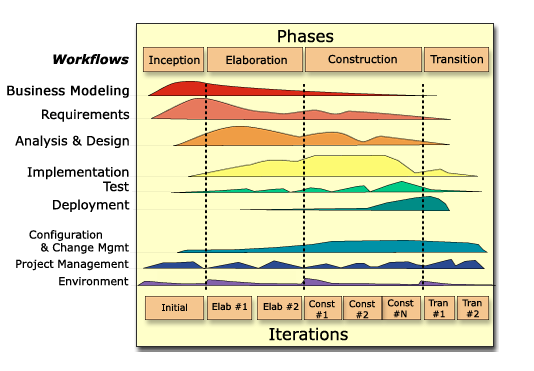 Phases
Workflows
Inception Elaboration Construction Transition
Business Modeling
Requirements
Analysis & Design
Implementation
Test
Deployment
Configuration
& Change Mgmt
Project Management
Environment
Initial Elab #1 Elab #2 Const #1 Const #2 Const #N Tran #1 Tran #2
Iterations